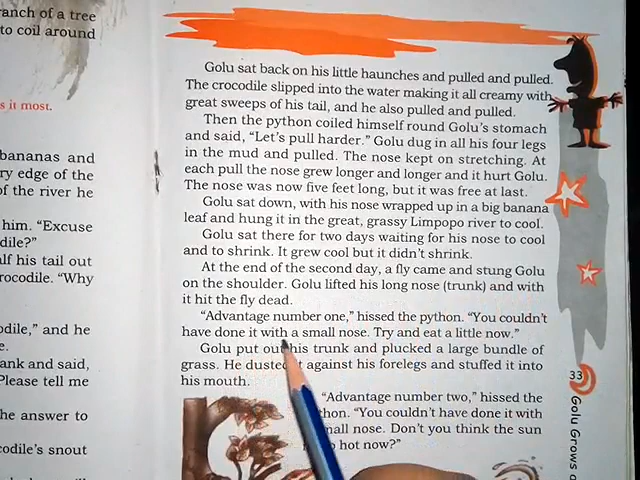 ranch of a tree
to coil around
s it most.
bananas and
ry edge of the
of the river he
him. “Excuse
dile?”
alf his tail out
rocodile. “Why
odile,” and he
e.
ank and said,
Please tell me
he answer to
codile's snout
Golu sat back on his little haunches and pulled and pulled.
The crocodile slipped into the water making it all creamy with
great sweeps of his tail, and he also pulled and pulled.
Then the python coiled himself round Golu's stomach
and said, “Let's pull harder.” Golu dug in all his four legs
in the mud and pulled. The nose kept on stretching. At
each pull the nose grew longer and longer and it hurt Golu.
The nose was now five feet long, but it was free at last.
Golu sat down, with his nose wrapped up in a big banana
leaf and hung it in the great, grassy Limpopo river to cool.
Golu sat there for two days waiting for his nose to cool
and to shrink. It grew cool but it didn't shrink.
At the end of the second day, a fly came and stung Golu
on the shoulder. Golu lifted his long nose (trunk) and with
it hit the fly dead.
“Advantage number one,” hissed the python. “You couldn't
have done it with a small nose. Try and eat a little now.”
Golu put out his trunk and plucked a large bundle of
grass. He dusted it against his forelegs and stuffed it into
his mouth.
“Advantage number two,” hissed the
hon. “You couldn't have done it with
nall nose. Don't you think the sun
o hot now?”
33
Golu Grows a